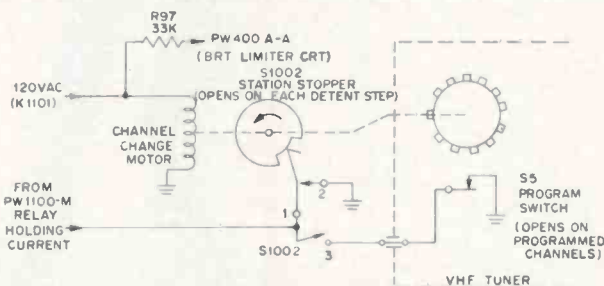 R97
33K
PW400 A-A
(BRT LIMITER CRT)
S1002
STATION STOPPER
(OPENS ON EACH DETENT STEP)
120VAC
(K1101)
CHANNEL
CHANGE
MOTOR
FROM
PW1100-M
RELAY
HOLDING
CURRENT
2
1
S1002
3
S5
PROGRAM
SWITCH
(OPENS ON
PROGRAMMED
CHANNELS)
VHF TUNER